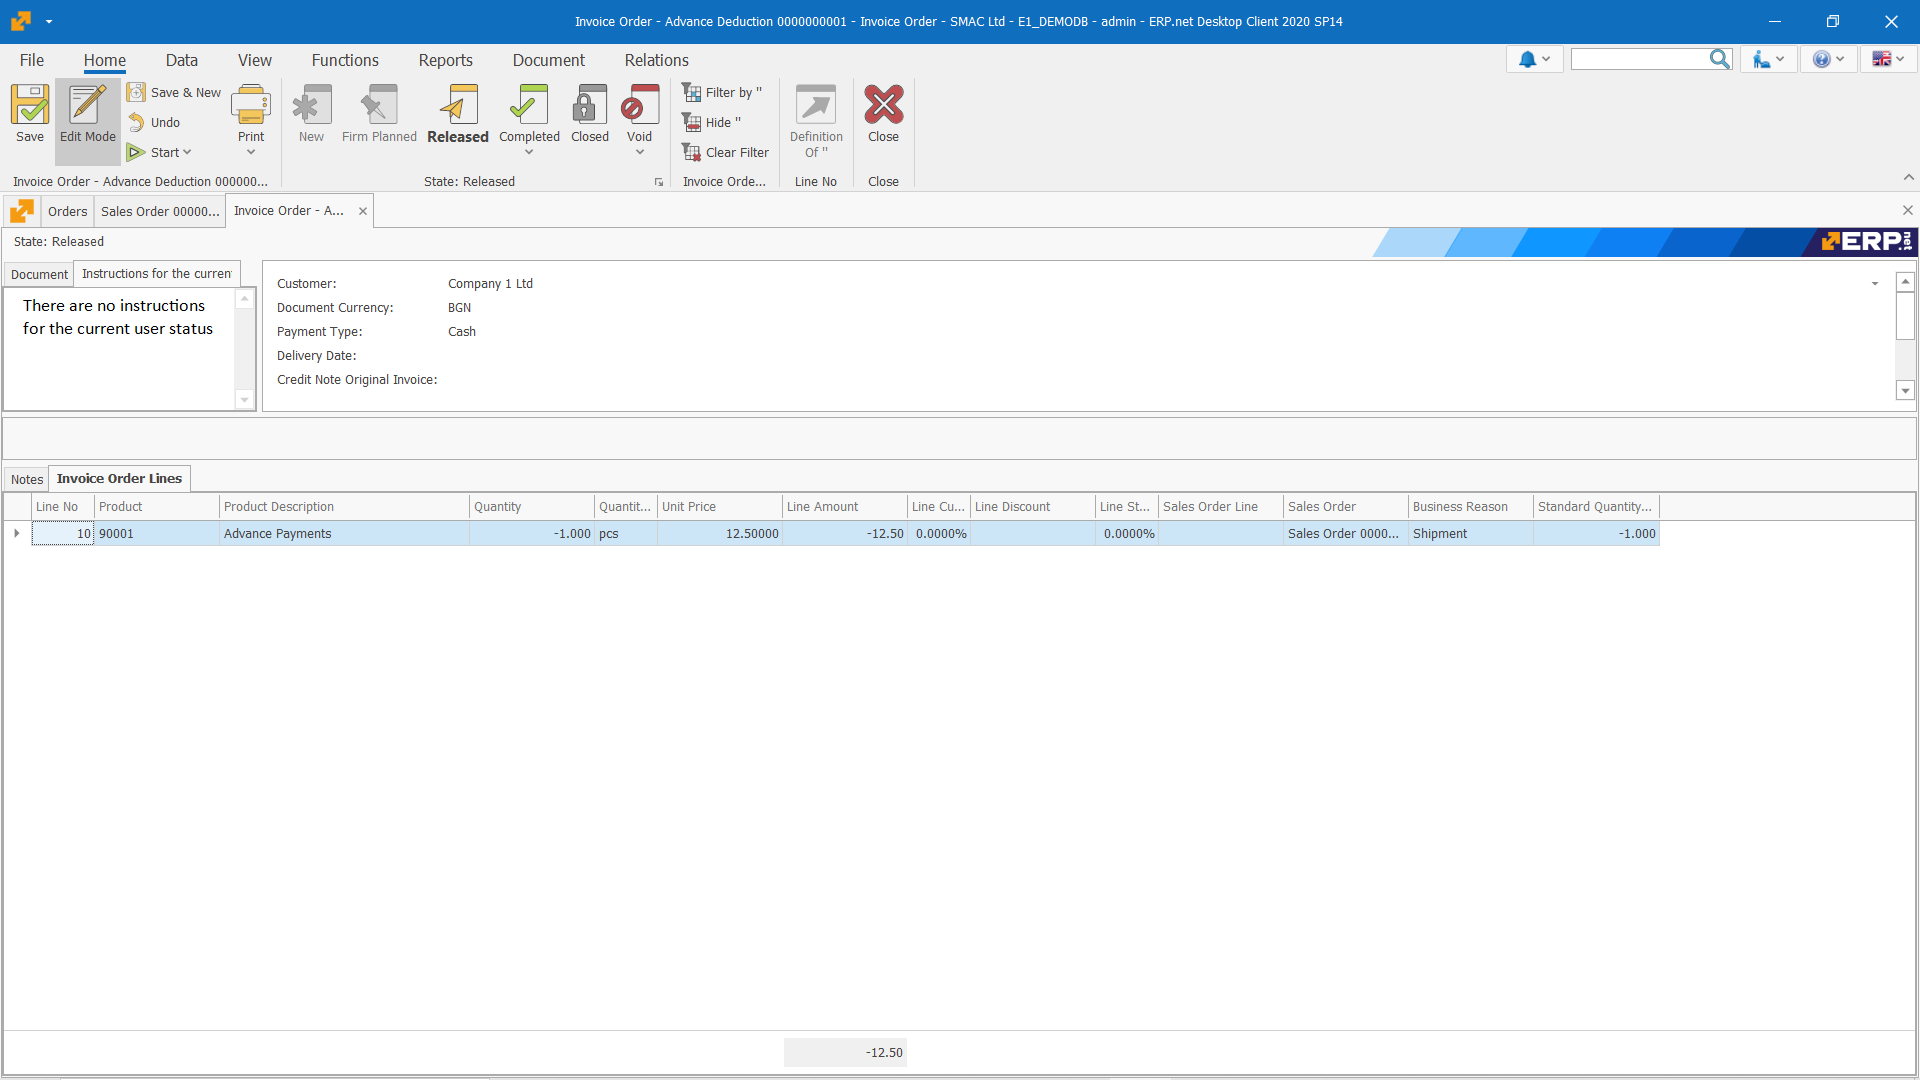 Invoice Order - Advance Deduction 0000000001 - Invoice Order - SMAC Ltd - E1_DEMODB - admin - ERP.net Desktop Client 2020 SP14
File Home Data View Functions Reports Document Relations
Save
Edit Mode
Save & New
Undo
Start
Print
New
Firm Planned
Released
Completed
Closed
Void
Filter by "
Hide "
Clear Filter
Definition
Of "
Close
Invoice Order - Advance Deduction 000000... State: Released Invoice Orde... Line No Close
Orders Sales Order 00000... Invoice Order - A...
State: Released
ERP.net
Document Instructions for the curren
There are no instructions
for the current user status
Customer: Company 1 Ltd
Document Currency: BGN
Payment Type: Cash
Delivery Date:
Credit Note Original Invoice:
Notes Invoice Order Lines
Line No Product Product Description Quantity Quantit... Unit Price Line Amount Line Cu... Line Discount Line St... Sales Order Line Sales Order Business Reason Standard Quantity...
10 90001 Advance Payments -1.000 pcs 12.50000 -12.50 0.0000% 0.0000% Sales Order 0000... Shipment -1.000
-12.50